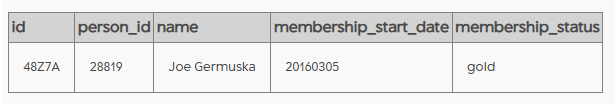 id person_id name membership_start_date membership_status
48Z7A 28819 Joe Germuska 20160305 gold